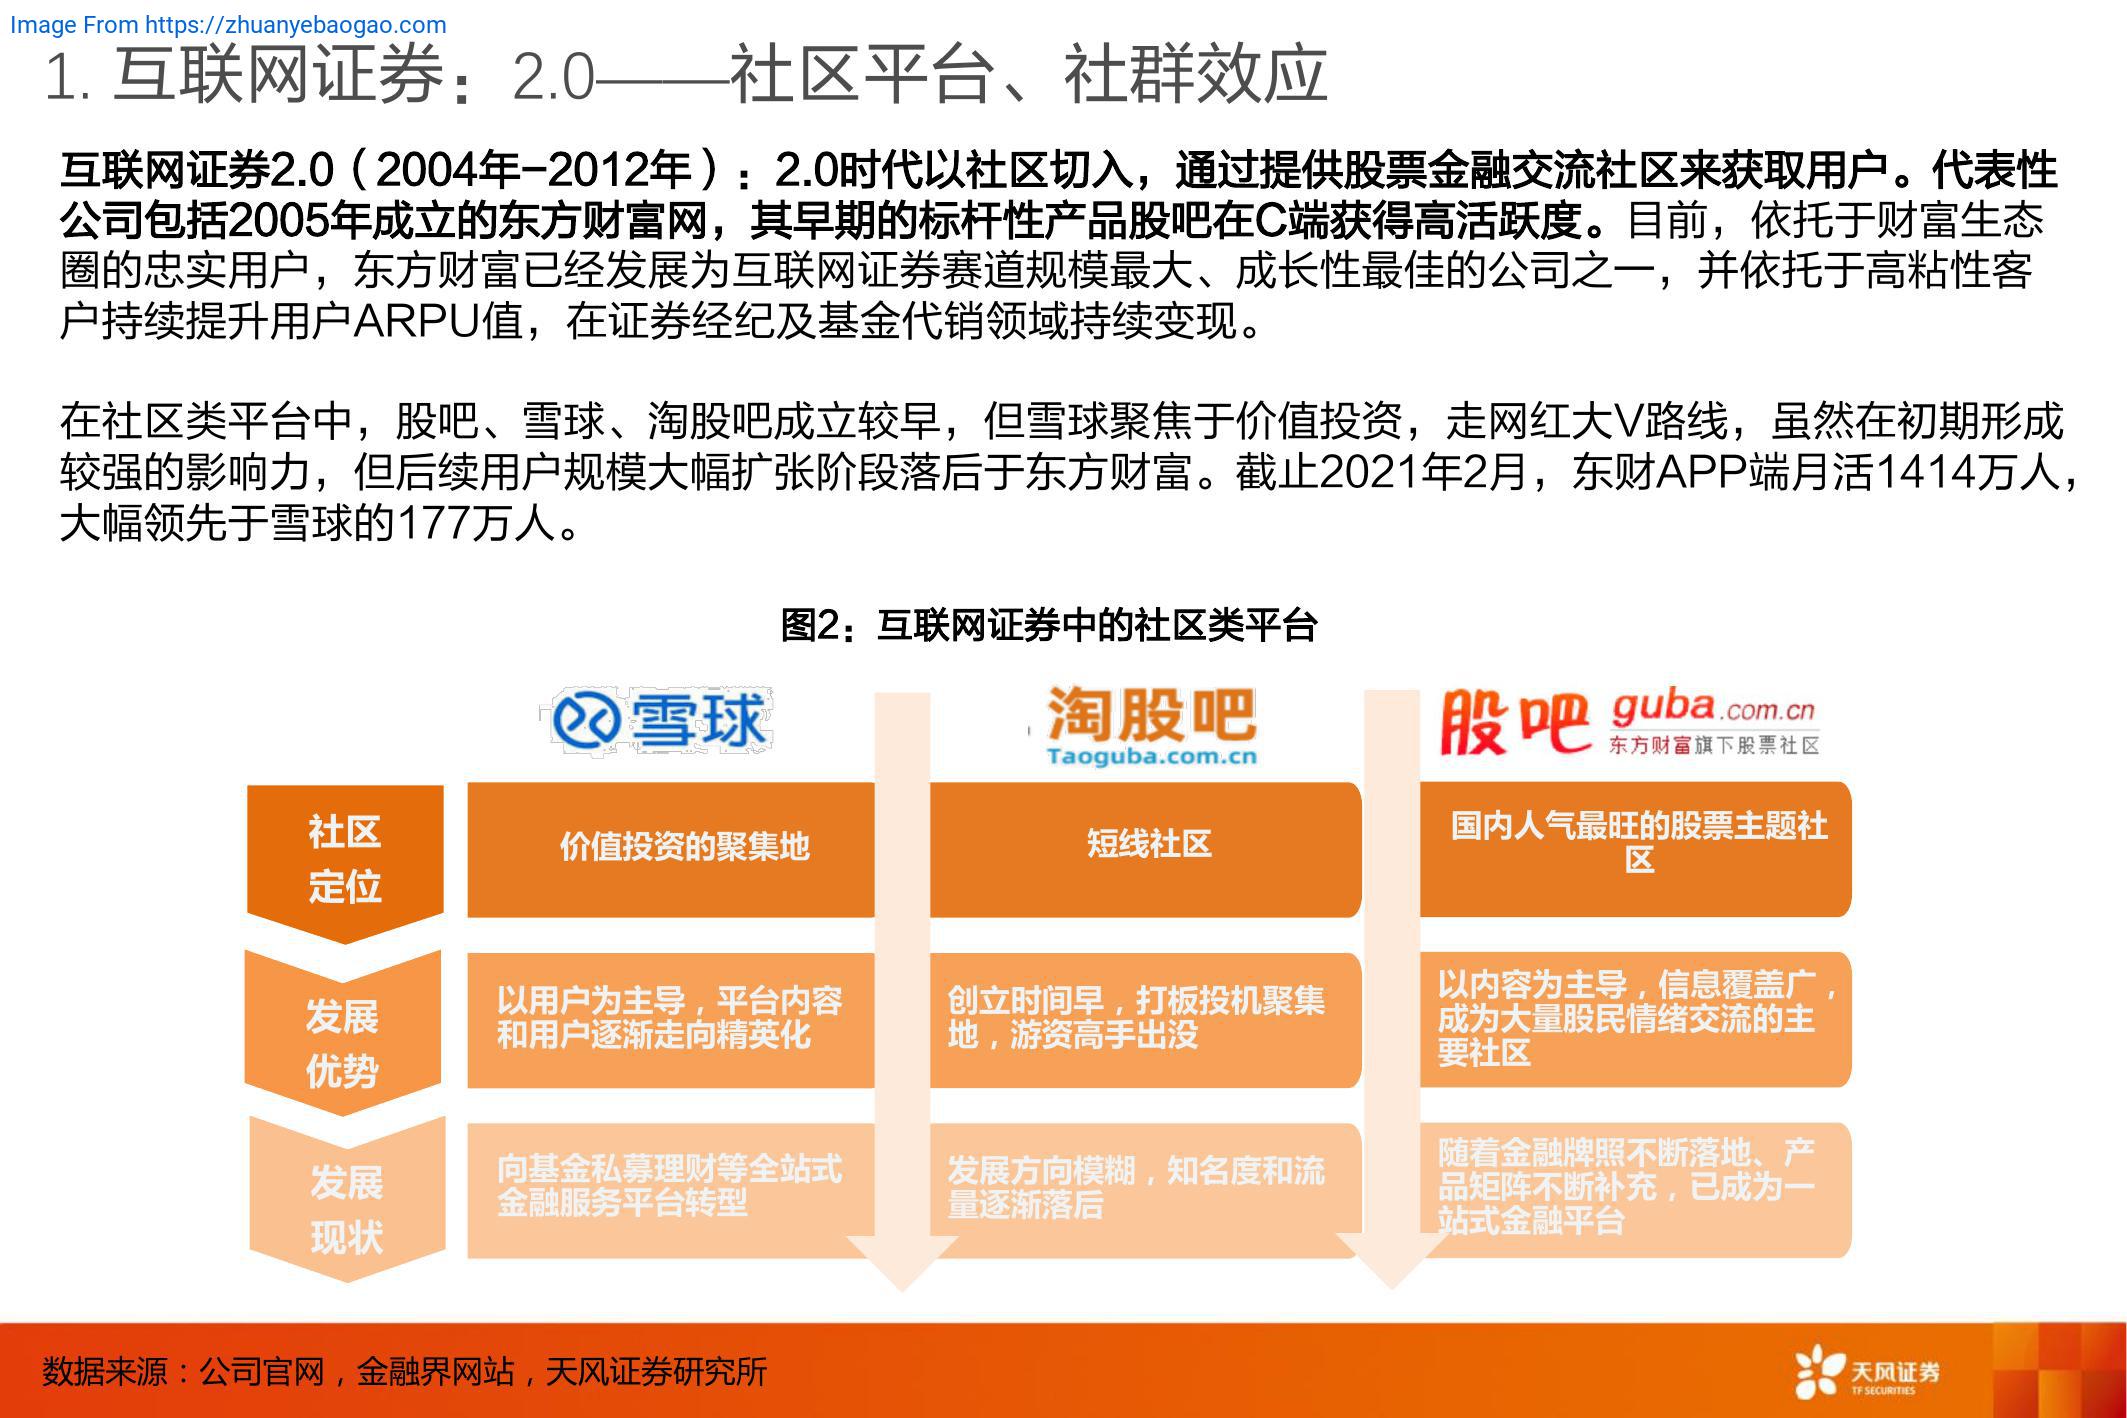 Image From https://zhuanyebaogao.com
1. 互联网证券：2.0——社区平台、社群效应
互联网证券2.0（2004年-2012年）：2.0时代以社区切入，通过提供股票金融交流社区来获取用户。代表性
公司包括2005年成立的东方财富网，其早期的标杆性产品股吧在C端获得高活跃度。目前，依托于财富生态
圈的忠实用户，东方财富已经发展为互联网证券赛道规模最大、成长性最佳的公司之一，并依托于高粘性客
户持续提升用户ARPU值，在证券经纪及基金代销领域持续变现。
在社区类平台中，股吧、雪球、淘股吧成立较早，但雪球聚焦于价值投资，走网红大V路线，虽然在初期形成
较强的影响力，但后续用户规模大幅扩张阶段落后于东方财富。截止2021年2月，东财APP端月活1414万人，
大幅领先于雪球的177万人。
图2：互联网证券中的社区类平台
雪球
淘股吧
Taoguba.com.cn
股吧
guba.com.cn
东方财富旗下股票社区
社区
定位
价值投资的聚集地
短线社区
国内人气最旺的股票主题社
区
发展
优势
以用户为主导，平台内容
和用户逐渐走向精英化
创立时间早，打板投机聚集
地，游资高手出没
以内容为主导，信息覆盖广，
成为大量股民情绪交流的主
要社区
发展
现状
向基金私募理财等全站式
金融服务平台转型
发展方向模糊，知名度和流
量逐渐落后
随着金融牌照不断落地、产
品矩阵不断补充，已成为一
站式金融平台
数据来源：公司官网，金融界网站，天风证券研究所
天风证券
TF SECURITIES